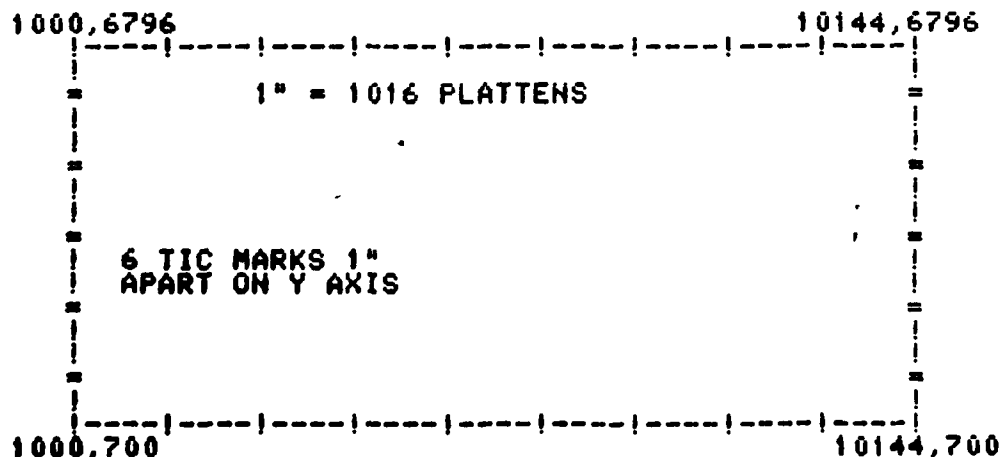 1000,6796 10144,6796
1" = 1016 PLATTENS
6 TIC MARKS 1"
APART ON Y AXIS
1000,700 10144,700